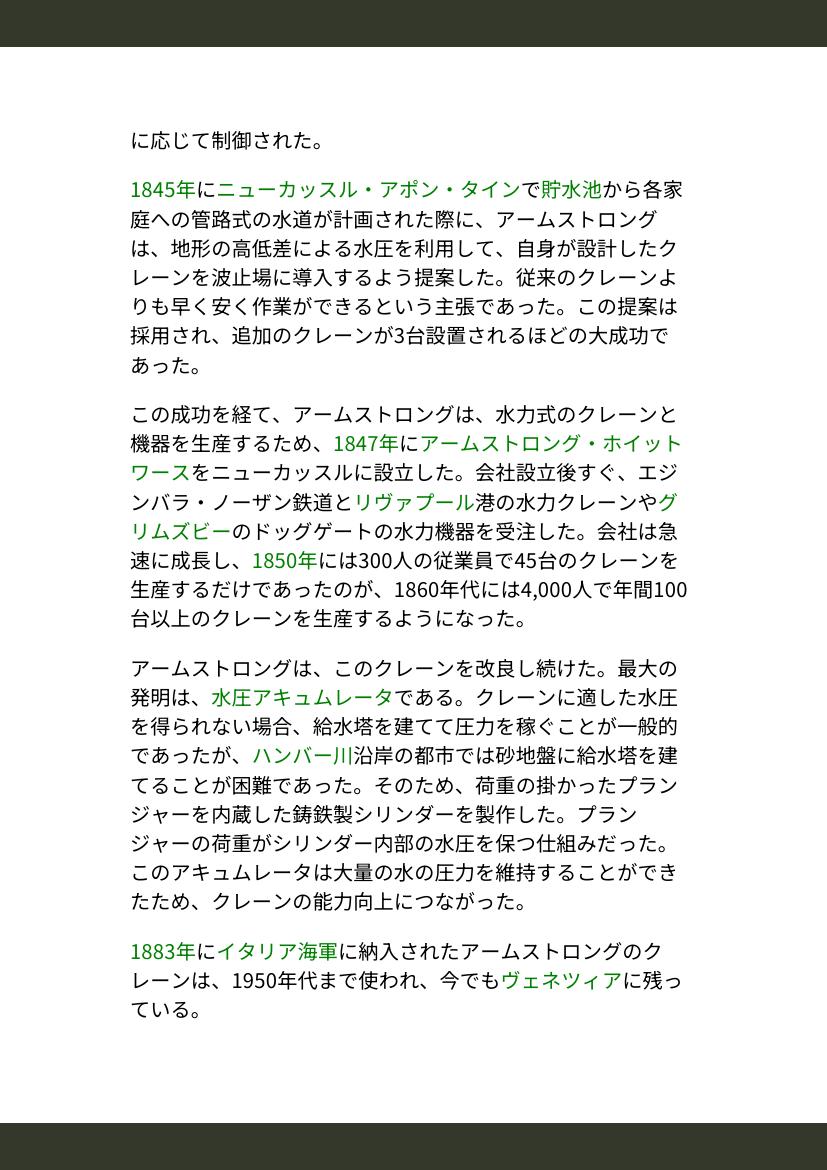 に応じて制御された。
1845年にニューカッスル・アポン・タインで貯水池から各家
庭への管路式の水道が計画された際に、アームストロング
は、地形の高低差による水圧を利用して、自身が設計したク
レーンを波止場に導入するよう提案した。従来のクレーンよ
りも早く安く作業ができるという主張であった。この提案は
採用され、追加のクレーンが3台設置されるほどの大成功で
あった。
この成功を経て、アームストロングは、水力式のクレーンと
機器を生産するため、1847年にアームストロング・ホイット
ワースをニューカッスルに設立した。会社設立後すぐ、エジ
ンバラ・ノーザン鉄道とリヴァプール港の水力クレーンやグ
リムズビーのドッグゲートの水力機器を受注した。会社は急
速に成長し、1850年には300人の従業員で45台のクレーンを
生産するだけであったのが、1860年代には4,000人で年間100
台以上のクレーンを生産するようになった。
アームストロングは、このクレーンを改良し続けた。最大の
発明は、水圧アキュムレータである。クレーンに適した水圧
を得られない場合、給水塔を建てて圧力を稼ぐことが一般的
であったが、ハンバー川沿岸の都市では砂地盤に給水塔を建
てることが困難であった。そのため、荷重の掛かったプラン
ジャーを内蔵した鋳鉄製シリンダーを製作した。プラン
ジャーの荷重がシリンダー内部の水圧を保つ仕組みだった。
このアキュムレータは大量の水の圧力を維持することができ
たため、クレーンの能力向上につながった。
1883年にイタリア海軍に納入されたアームストロングのク
レーンは、1950年代まで使われ、今でもヴェネツィアに残っ
ている。